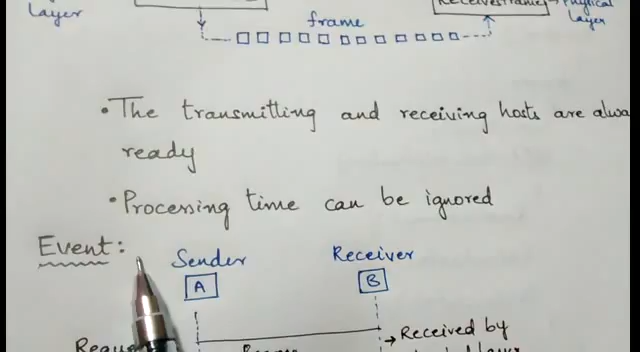 layer
frame
Physical
Layer
• The transmitting and receiving hosts are
ready
• Processing time can be ignored
Event:
Sender
Receiver
A
B
Received by